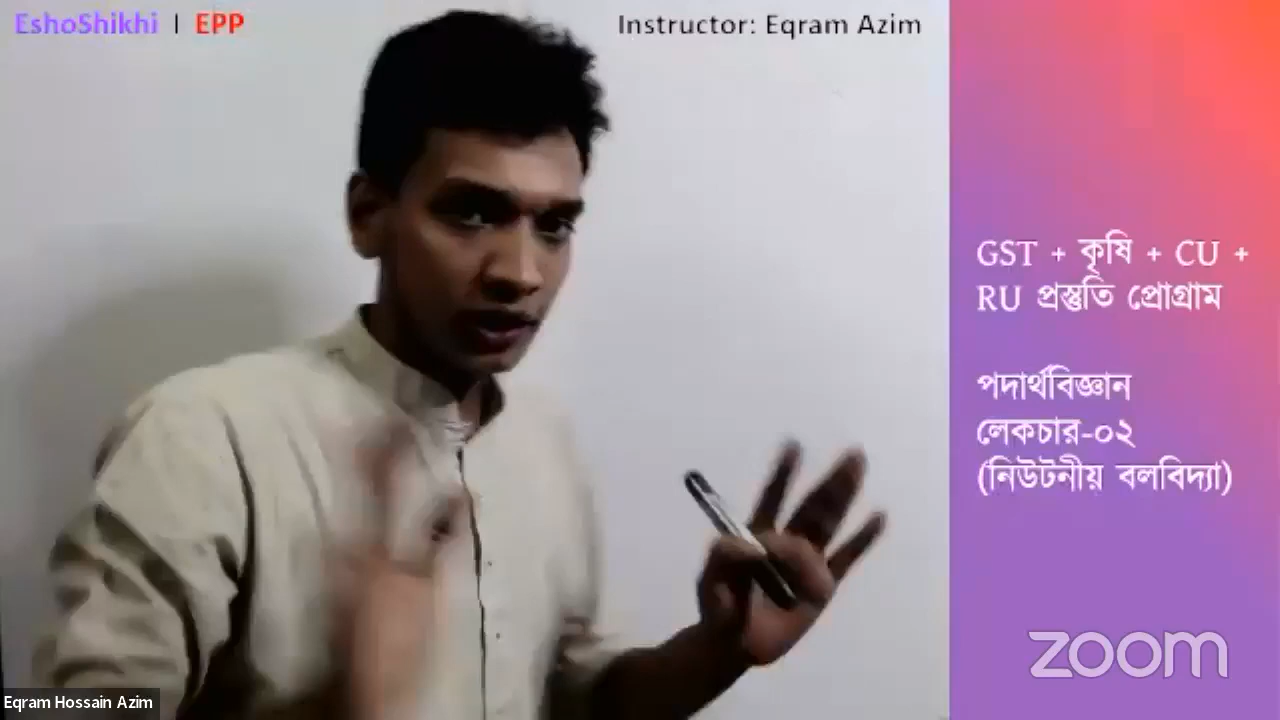 EshoShikhi | EPP
Instructor: Eqram Azim
GST + কৃষি + CU +
RU প্রস্তুতি প্রোগ্রাম
পদার্থবিজ্ঞান
লেকচার-০২
(নিউটনীয় বলবিদ্যা)
zoom
Eqram Hossain Azim